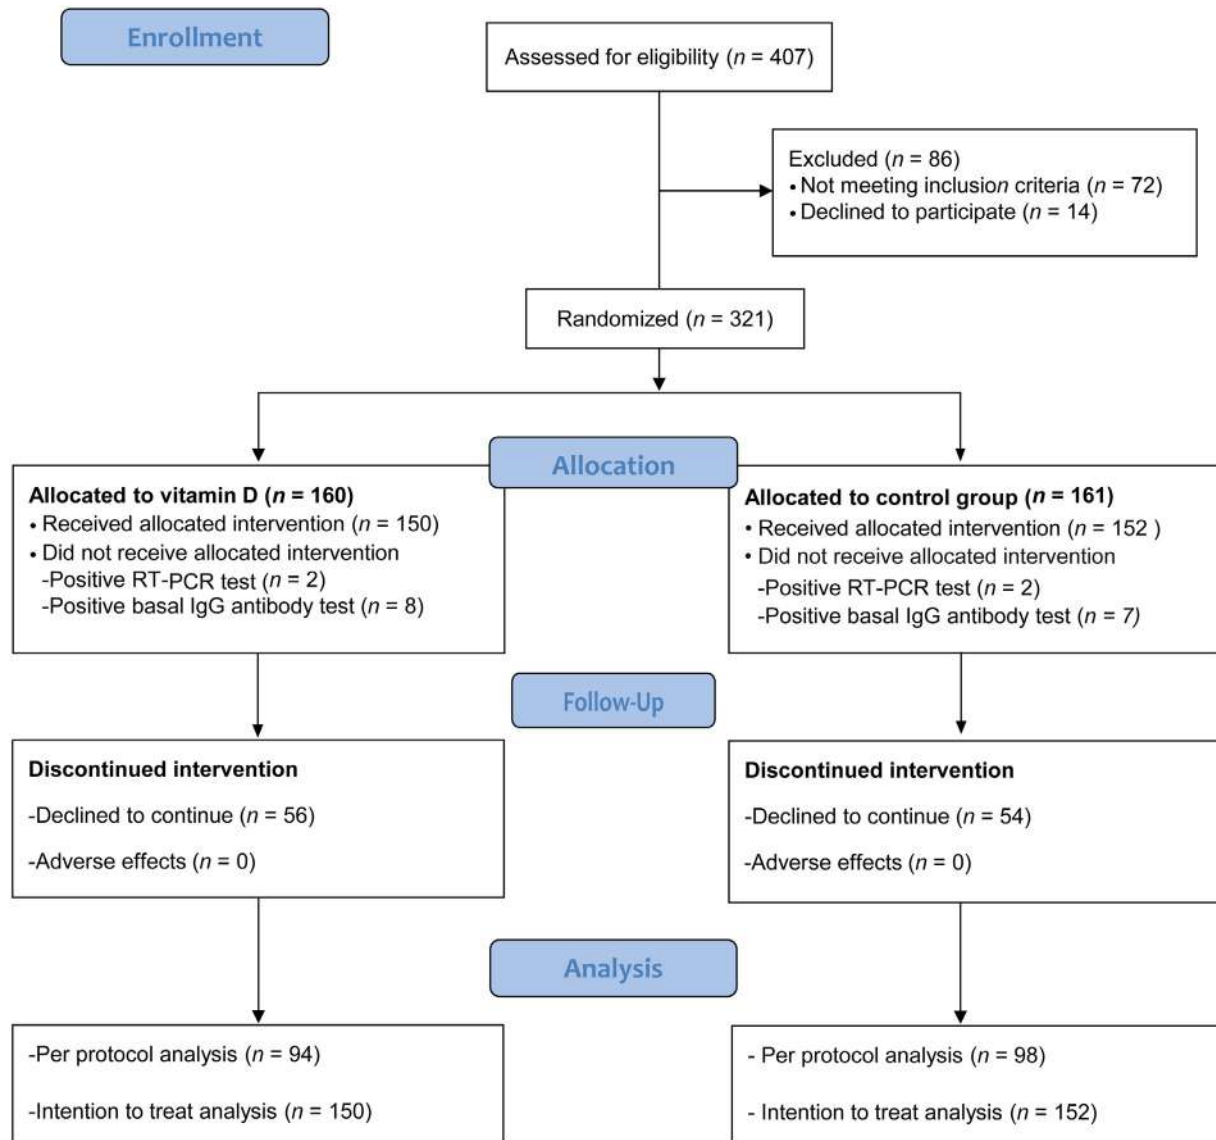 Enrollment
Assessed for eligibility (n = 407)
Excluded (n = 86)
• Not meeting inclusion criteria (n = 72)
• Declined to participate (n = 14)
Randomized (n = 321)
Allocation
Allocated to vitamin D (n = 160)
• Received allocated intervention (n = 150)
• Did not receive allocated intervention
-Positive RT-PCR test (n = 2)
-Positive basal IgG antibody test (n = 8)
Allocated to control group (n = 161)
• Received allocated intervention (n = 152 )
• Did not receive allocated intervention
-Positive RT-PCR test (n = 2)
-Positive basal IgG antibody test (n = 7)
Follow-Up
Discontinued intervention
-Declined to continue (n = 56)
-Adverse effects (n = 0)
Discontinued intervention
-Declined to continue (n = 54)
-Adverse effects (n = 0)
Analysis
-Per protocol analysis (n = 94)
-Intention to treat analysis (n = 150)
- Per protocol analysis (n = 98)
- Intention to treat analysis (n = 152)